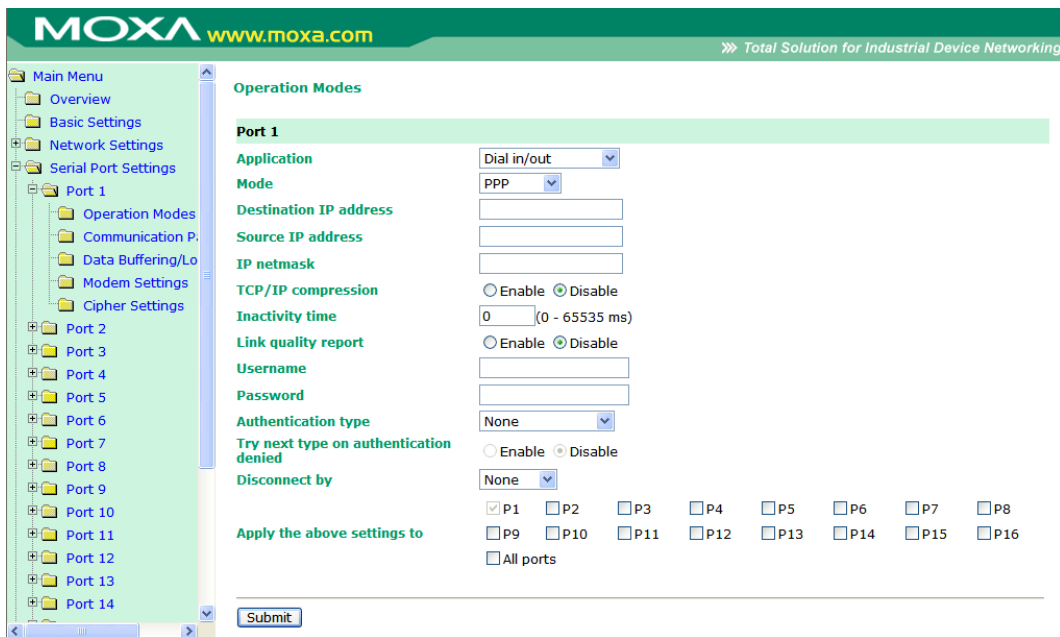 MOXA www.moxa.com
Total Solution for Industrial Device Networking
Main Menu
Overview
Basic Settings
Network Settings
Serial Port Settings
Port 1
Operation Modes
Communication Pa
Data Buffering/Lo
Modem Settings
Cipher Settings
Port 2
Port 3
Port 4
Port 5
Port 6
Port 7
Port 8
Port 9
Port 10
Port 11
Port 12
Port 13
Port 14
Operation Modes
Port 1
Application Dial in/out
Mode PPP
Destination IP address
Source IP address
IP netmask
TCP/IP compression Enable Disable
Inactivity time 0 (0 - 65535 ms)
Link quality report Enable Disable
Username
Password
Authentication type None
Try next type on authentication
denied Enable Disable
Disconnect by None
P1 P2 P3 P4 P5 P6 P7 P8
Apply the above settings to P9 P10 P11 P12 P13 P14 P15 P16
All ports
Submit